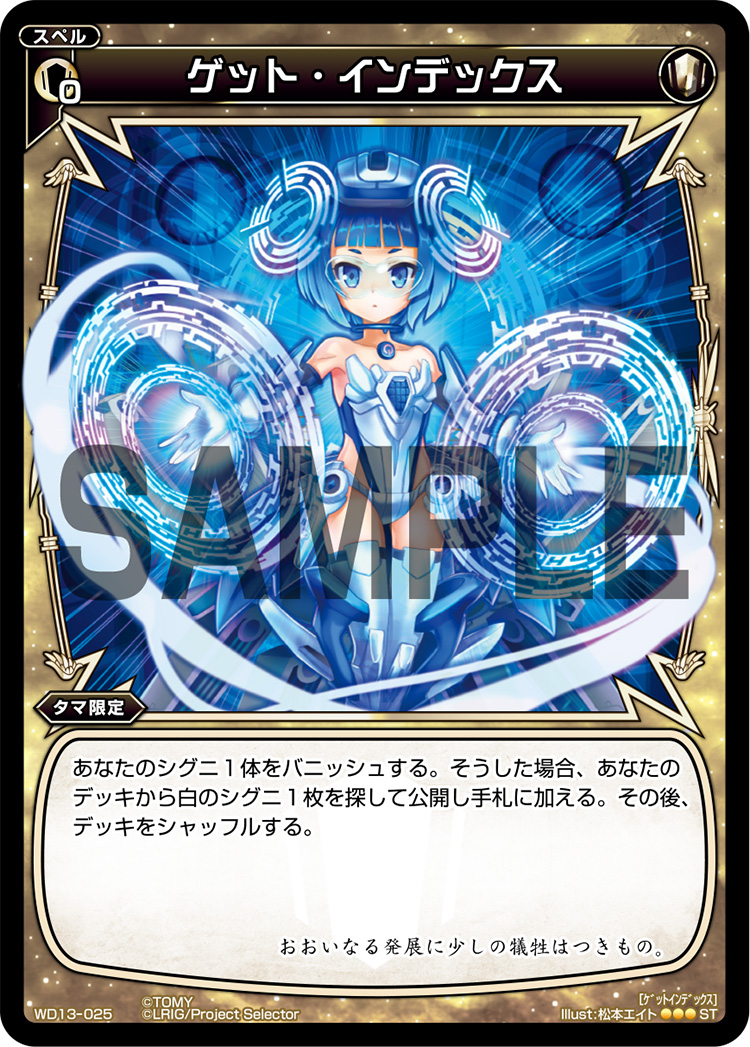 スペル
ゲット・インデックス
0
SAMPLE
タマ限定
あなたのシグニ1体をバニッシュする。そうした場合、あなたの
デッキから白のシグニ1枚を探して公開し手札に加える。その後、
デッキをシャッフルする。
おおいなる発展に少しの犠牲はつきもの。
[ゲットインデックス]
WD13-025 ©TOMY
©LRIG/Project Selector
Illust:松本エイト ST